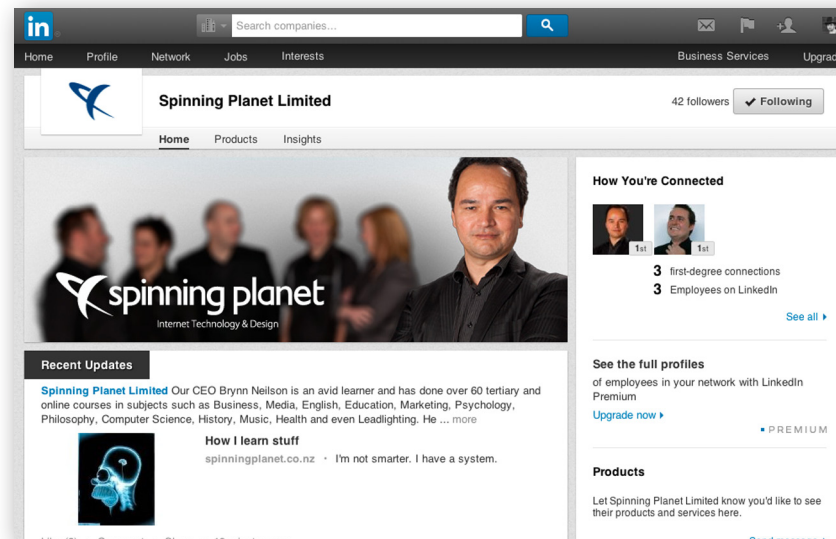 in
Search companies...
Home Profile Network Jobs Interests Business Services Upgrad
Spinning Planet Limited
42 followers
Following
Home Products Insights
spinning planet
Internet Technology & Design
How You're Connected
1st 1st
3 first-degree connections
3 Employees on LinkedIn
See all
See the full profiles
of employees in your network with LinkedIn
Premium
Upgrade now
PREMIUM
Products
Let Spinning Planet Limited know you'd like to see
their products and services here.
Recent Updates
Spinning Planet Limited Our CEO Brynn Neilson is an avid learner and has done over 60 tertiary and
online courses in subjects such as Business, Media, English, Education, Marketing, Psychology,
Philosophy, Computer Science, History, Music, Health and even Leadlighting. He ... more
How I learn stuff
spinningplanet.co.nz · I'm not smarter. I have a system.